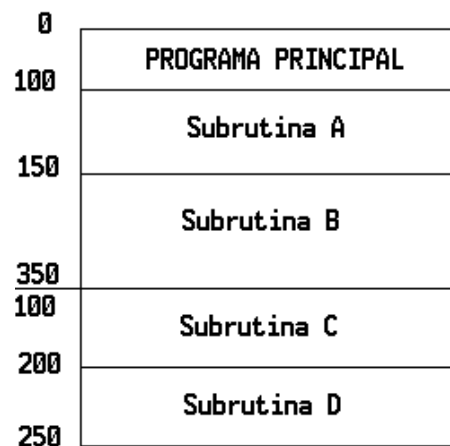 0
PROGRAMA PRINCIPAL
100
Subrutina A
150
Subrutina B
350
100
Subrutina C
200
Subrutina D
250